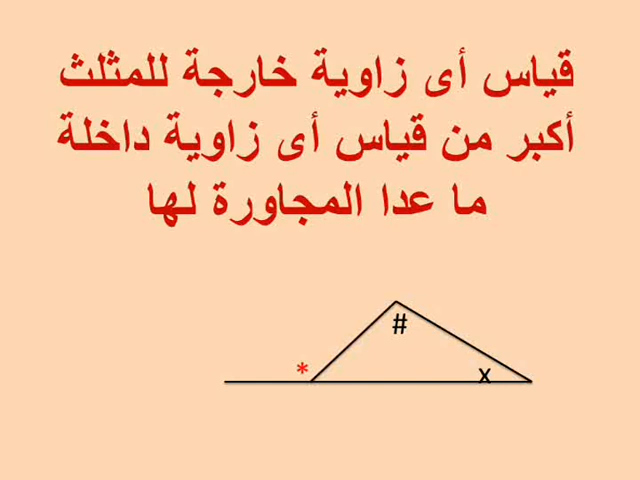 قياس أى زاوية خارجة للمثلث
أكبر من قياس أى زاوية داخلة
ما عدا المجاورة لها
#
* x